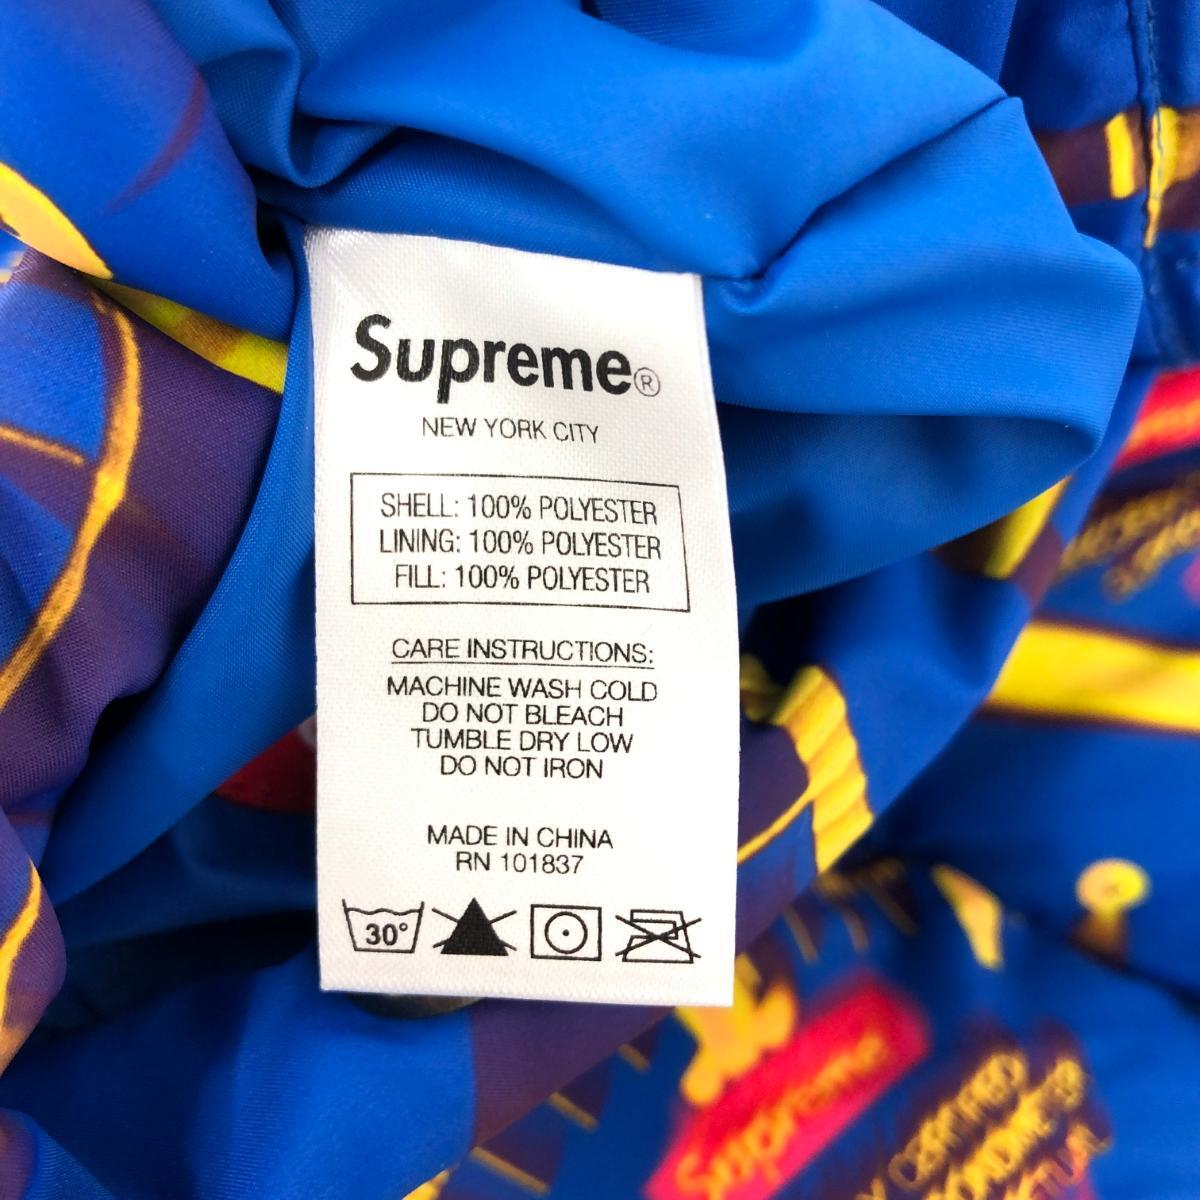 Supreme®
NEW YORK CITY
SHELL: 100% POLYESTER
LINING: 100% POLYESTER
FILL: 100% POLYESTER
CARE INSTRUCTIONS:
MACHINE WASH COLD
DO NOT BLEACH
TUMBLE DRY LOW
DO NOT IRON
MADE IN CHINA
RN 101837
30°
Supreme
CERTIFIED